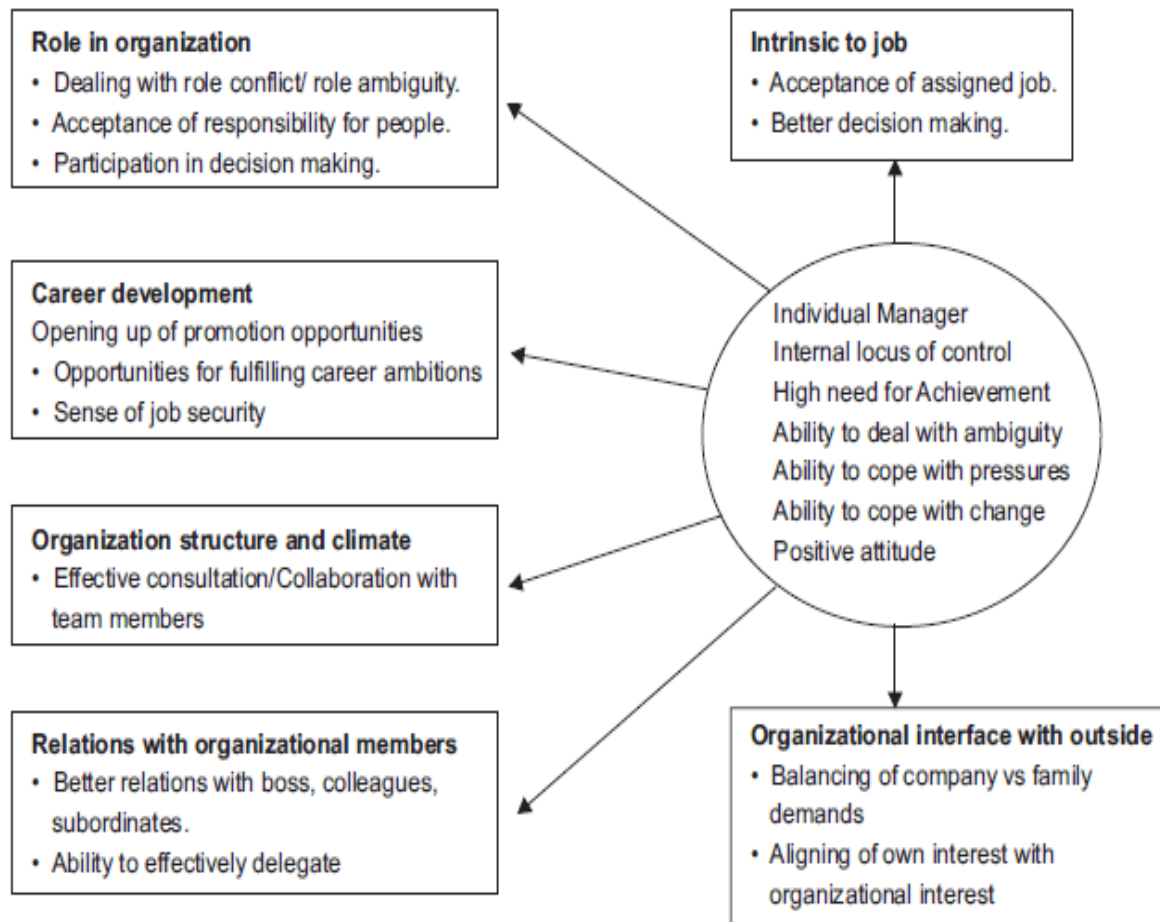 Role in organization
• Dealing with role conflict/ role ambiguity.
• Acceptance of responsibility for people.
• Participation in decision making.
Intrinsic to job
• Acceptance of assigned job.
• Better decision making.
Career development
Opening up of promotion opportunities
• Opportunities for fulfilling career ambitions
• Sense of job security
Individual Manager
Internal locus of control
High need for Achievement
Ability to deal with ambiguity
Ability to cope with pressures
Ability to cope with change
Positive attitude
Organization structure and climate
• Effective consultation/Collaboration with
team members
Relations with organizational members
• Better relations with boss, colleagues,
subordinates.
• Ability to effectively delegate
Organizational interface with outside
• Balancing of company vs family
demands
• Aligning of own interest with
organizational interest